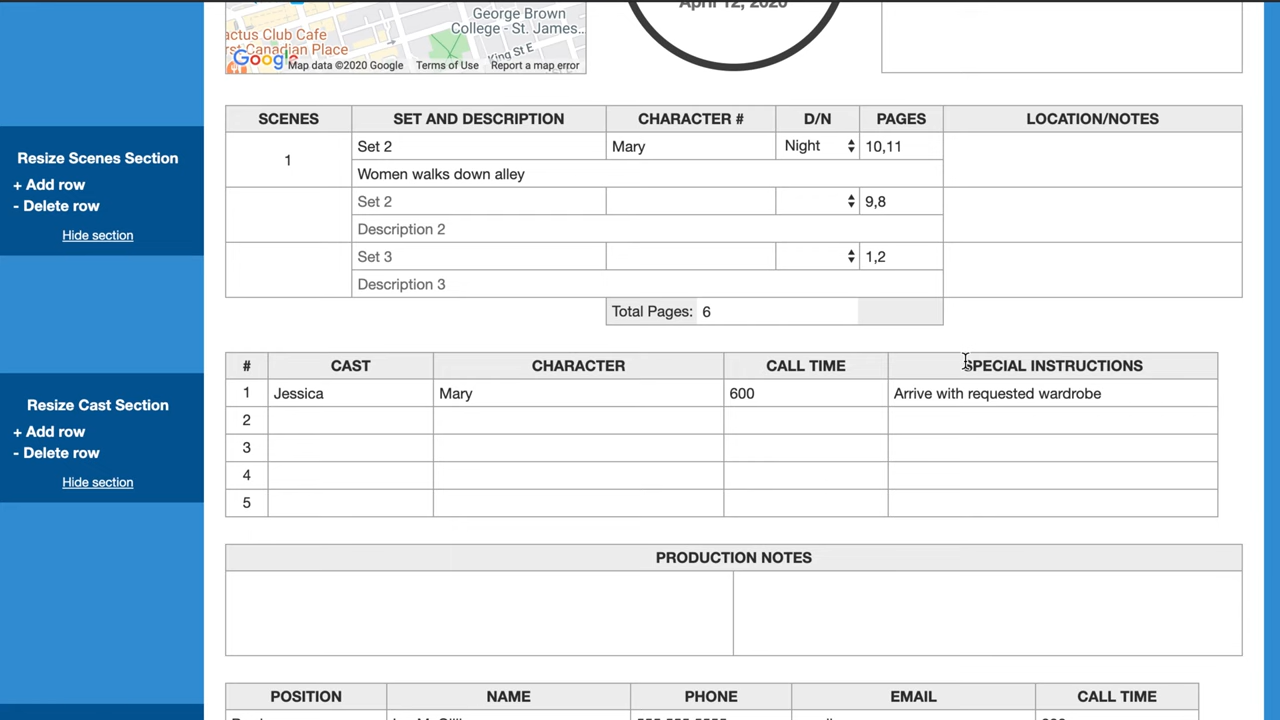 April 12, 2020
George Brown
College - St. James...
actus Club Cafe
rst Canadian Place
King St E
Google
Map data ©2020 Google Terms of Use Report a map error
SCENES SET AND DESCRIPTION CHARACTER # D/N PAGES LOCATION/NOTES
1 Set 2 Mary Night 10,11
Women walks down alley
Set 2 9,8
Description 2
Set 3 1,2
Description 3
Total Pages: 6
Resize Scenes Section
+ Add row
- Delete row
Hide section
# CAST CHARACTER CALL TIME SPECIAL INSTRUCTIONS
1 Jessica Mary 600 Arrive with requested wardrobe
2
3
4
5
Resize Cast Section
+ Add row
- Delete row
Hide section
PRODUCTION NOTES
POSITION NAME PHONE EMAIL CALL TIME